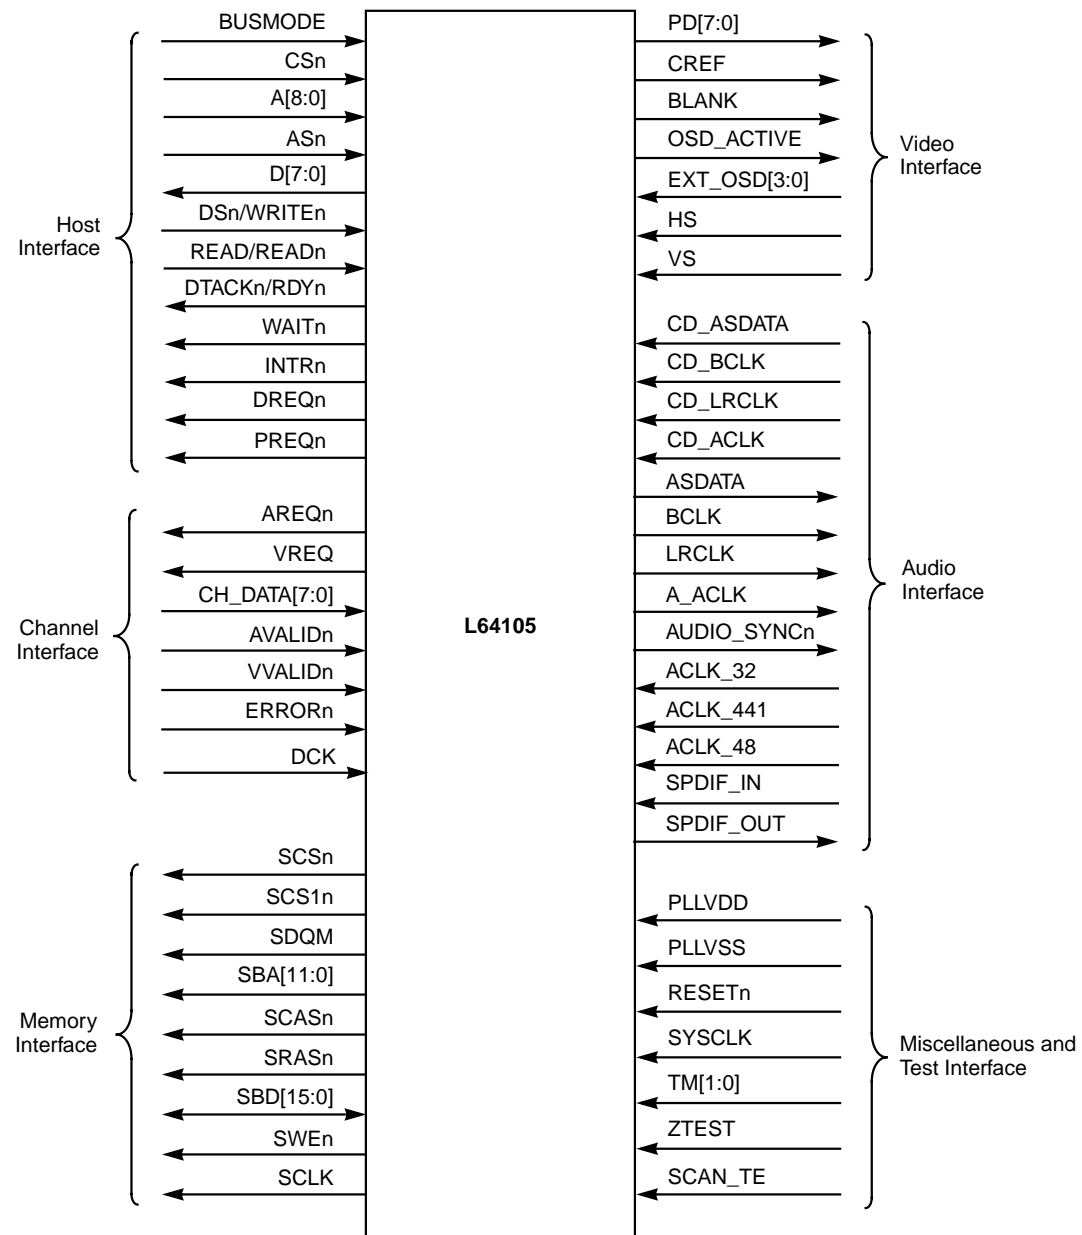 BUSMODE
CSn
A[8:0]
ASn
D[7:0]
DSn/WRITEn
READ/READn
DTACKn/RDYn
WAITn
INTRn
DREQn
PREQn
Host
Interface
AREQn
VREQ
CH_DATA[7:0]
AVALIDn
VVALIDn
ERRORn
DCK
Channel
Interface
SCSn
SCS1n
SDQM
SBA[11:0]
SCASn
SRASn
SBD[15:0]
SWEn
SCLK
Memory
Interface
L64105
PD[7:0]
CREF
BLANK
OSD_ACTIVE
EXT_OSD[3:0]
HS
VS
Video
Interface
CD_ASDATA
CD_BCLK
CD_LRCLK
CD_ACLK
ASDATA
BCLK
LRCLK
A_ACLK
AUDIO_SYNCn
ACLK_32
ACLK_441
ACLK_48
SPDIF_IN
SPDIF_OUT
Audio
Interface
PLLVDD
PLLVSS
RESETn
SYSCLK
TM[1:0]
ZTEST
SCAN_TE
Miscellaneous and
Test Interface